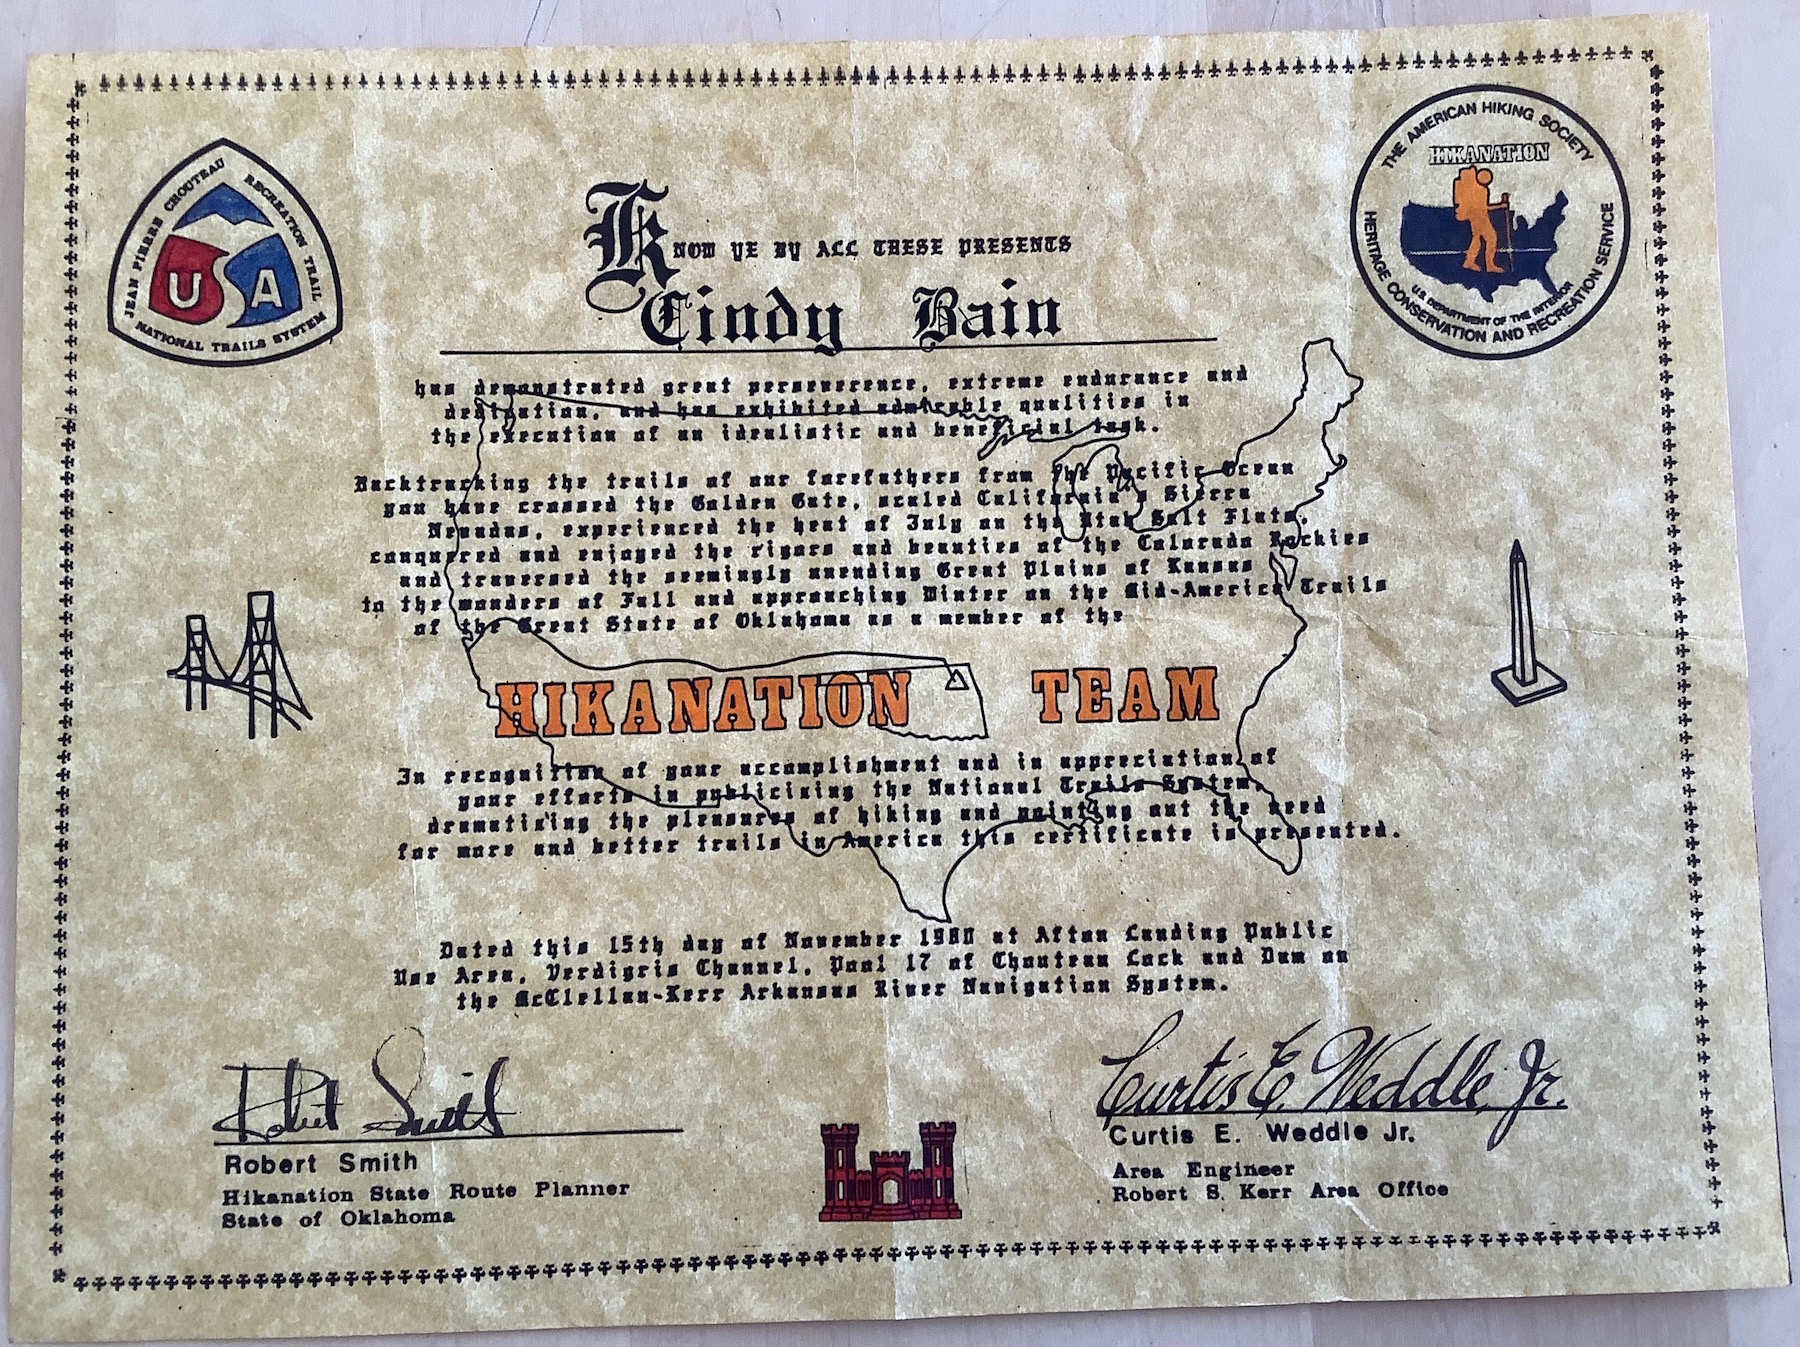 JEAN PIERRE CHOUTEAU RECREATION TRAIL
USA
NATIONAL TRAILS SYSTEM
THE AMERICAN HIKING SOCIETY
HIKANATION
U.S. DEPARTMENT OF THE INTERIOR
HERITAGE CONSERVATION AND RECREATION SERVICE
KNOW YE BY ALL THESE PRESENTS
Cindy Bain
has demonstrated great perseverence, extreme endurance and
dedication, and has exhibited admirable qualities in
the execution of an idealistic and beneficial task.
Backtracking the trails of our forefathers from the Pacific Ocean
you have crossed the Golden Gate, scaled California's Sierra
Nevadas, experienced the heat of July on the Utah Salt Flats,
conquered and enjoyed the rigors and beauties of the Colorado Rockies
and traversed the seemingly unending Great Plains of Kansas
to the wonders of Fall and approaching Winter on the Mid-America Trails
of the Great State of Oklahoma as a member of the
HIKANATION TEAM
In recognition of your accomplishment and in appreciation of
your efforts in publicizing the National Trails System,
dramatizing the pleasures of hiking and pointing out the need
for more and better trails in America this certificate is presented.
Dated this 15th day of November 1980 at Afton Landing Public
Use Area, Verdigris Channel, Pool 17 of Chouteau Lock and Dam on
the McClellan-Kerr Arkansas River Navigation System.
Robert Smith
Robert Smith
Hikanation State Route Planner
State of Oklahoma
Curtis E. Weddle, Jr.
Curtis E. Weddle Jr.
Area Engineer
Robert S. Kerr Area Office